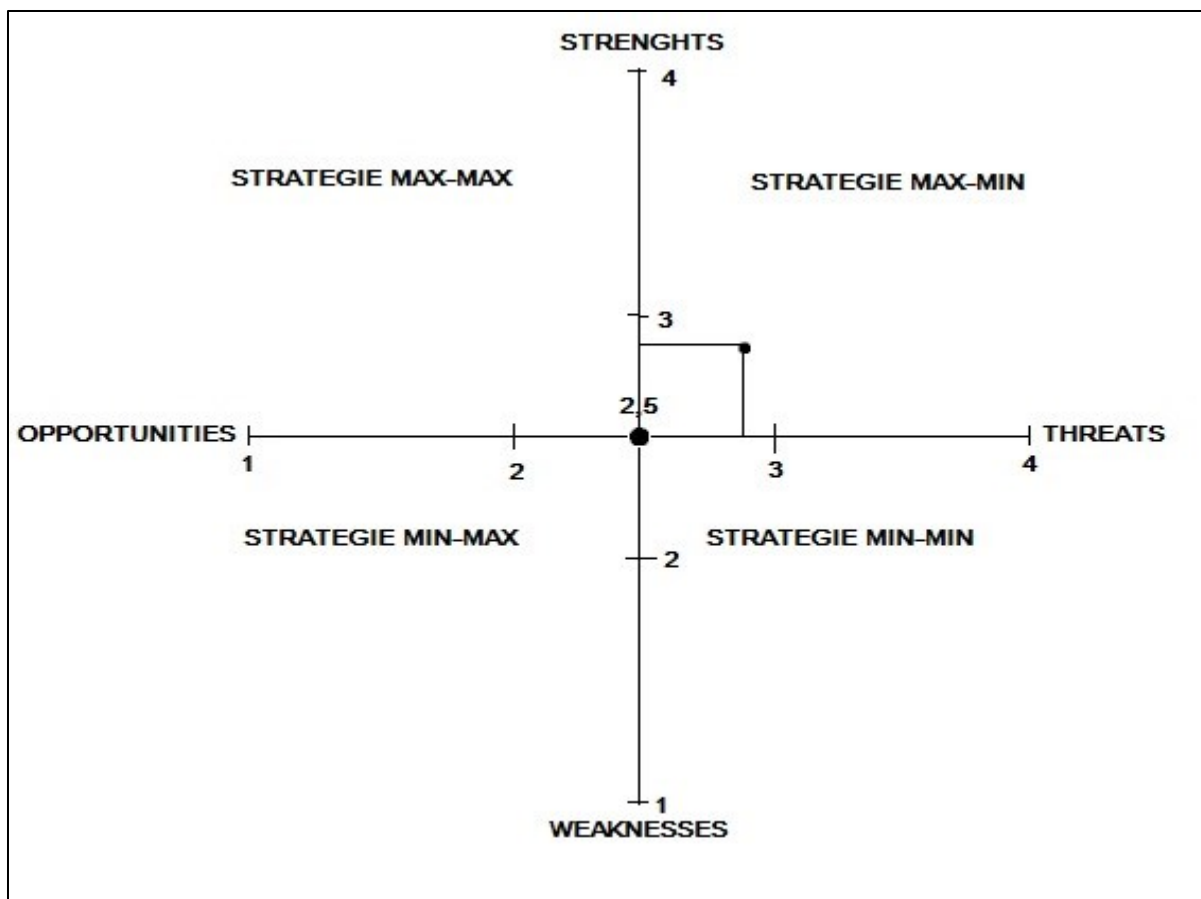 STRENGHTS
4
STRATEGIE MAX-MAX
STRATEGIE MAX-MIN
3
2,5
OPPORTUNITIES
THREATS
1
2
3
4
STRATEGIE MIN-MAX
STRATEGIE MIN-MIN
2
1
WEAKNESSES